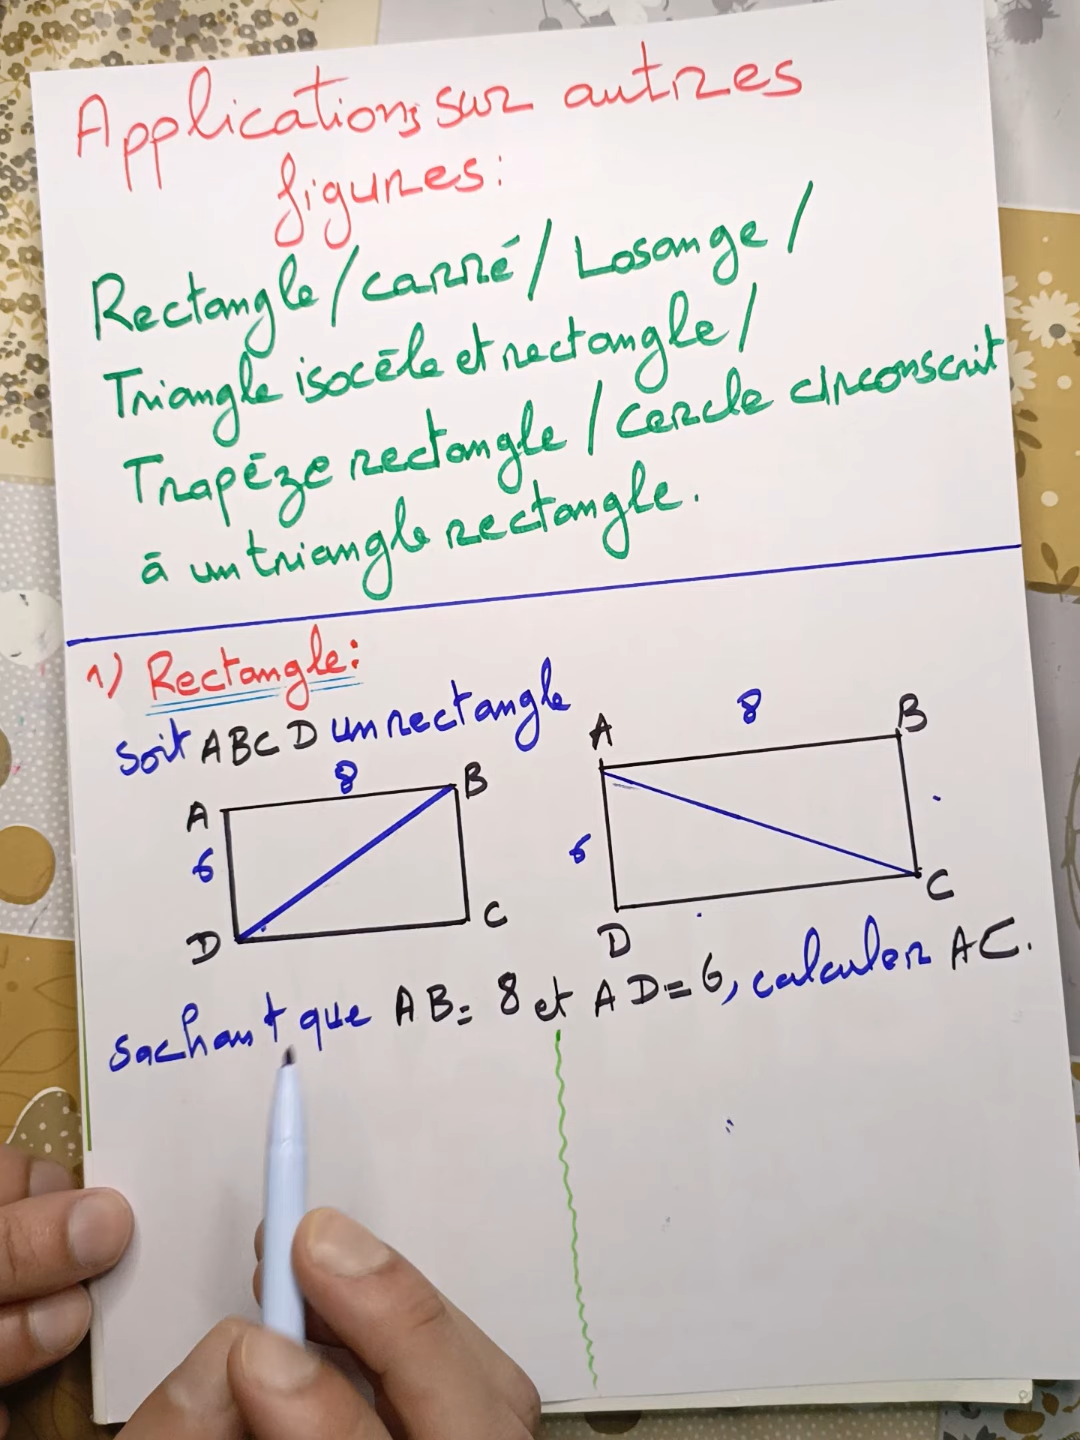 Applications sur autres
figures:
Rectangle / carré / Losange /
Triangle isocèle et rectangle /
Trapèze rectangle / cercle circonscrit
à un triangle rectangle.
1) Rectangle:
Soit ABCD un rectangle
8
A
B
6
D
C
8
A
B
6
D
C
sachant que AB = 8 et AD = 6, calculer AC.